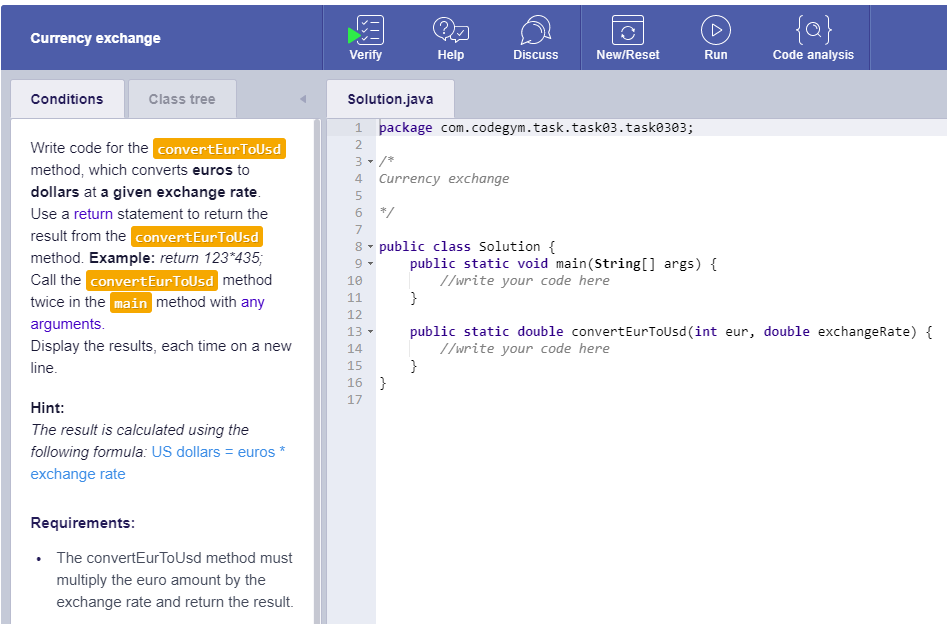 Currency exchange
Verify
Help
Discuss
New/Reset
Run
Code analysis
Conditions
Class tree
Solution.java
Write code for the convertEurToUsd
method, which converts euros to
dollars at a given exchange rate.
Use a return statement to return the
result from the convertEurToUsd
method. Example: return 123*435;
Call the convertEurToUsd method
twice in the main method with any
arguments.
Display the results, each time on a new
line.
Hint:
The result is calculated using the
following formula: US dollars = euros *
exchange rate
Requirements:
• The convertEurToUsd method must
multiply the euro amount by the
exchange rate and return the result.
1 package com.codegym.task.task03.task0303;
2
3 /*
4 Currency exchange
5
6 */
7
8 public class Solution {
9 public static void main(String[] args) {
10 //write your code here
11 }
12
13 public static double convertEurToUsd(int eur, double exchangeRate) {
14 //write your code here
15 }
16 }
17